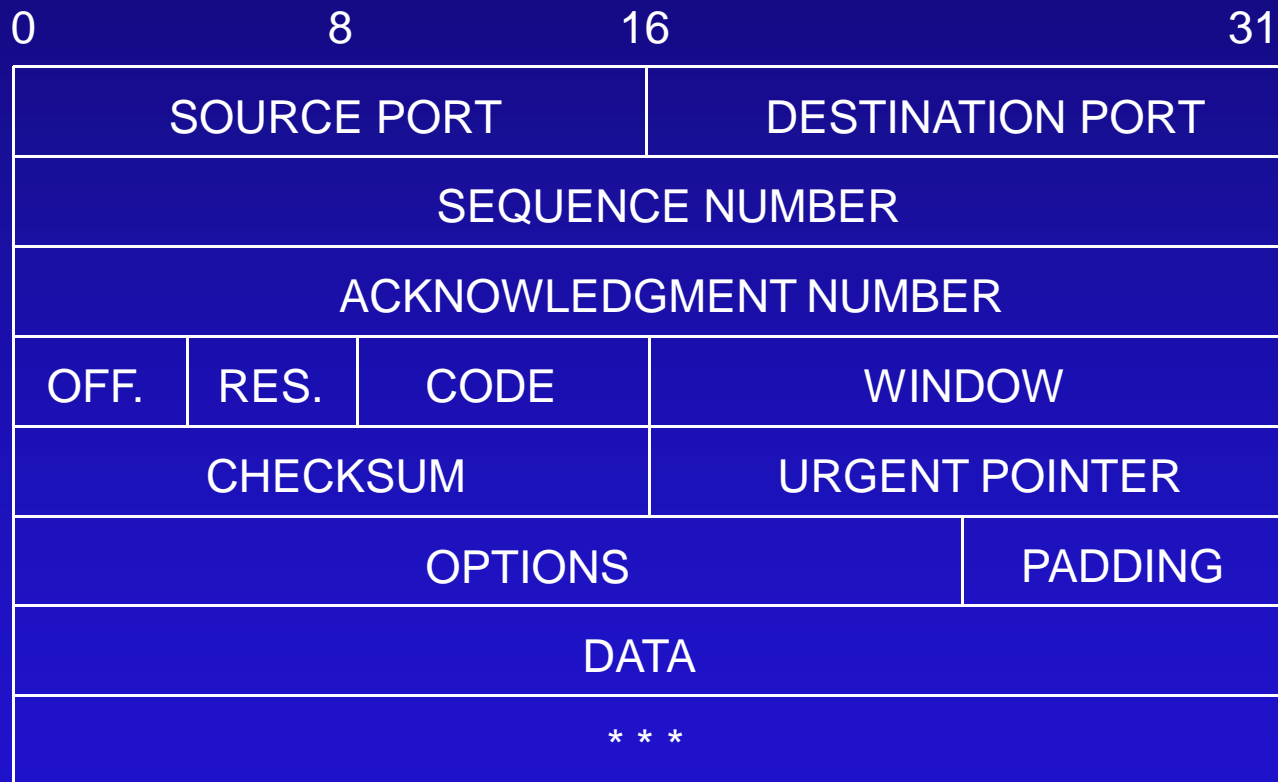 0 8 16 31
SOURCE PORT DESTINATION PORT
SEQUENCE NUMBER
ACKNOWLEDGMENT NUMBER
OFF. RES. CODE WINDOW
CHECKSUM URGENT POINTER
OPTIONS PADDING
DATA
* * *